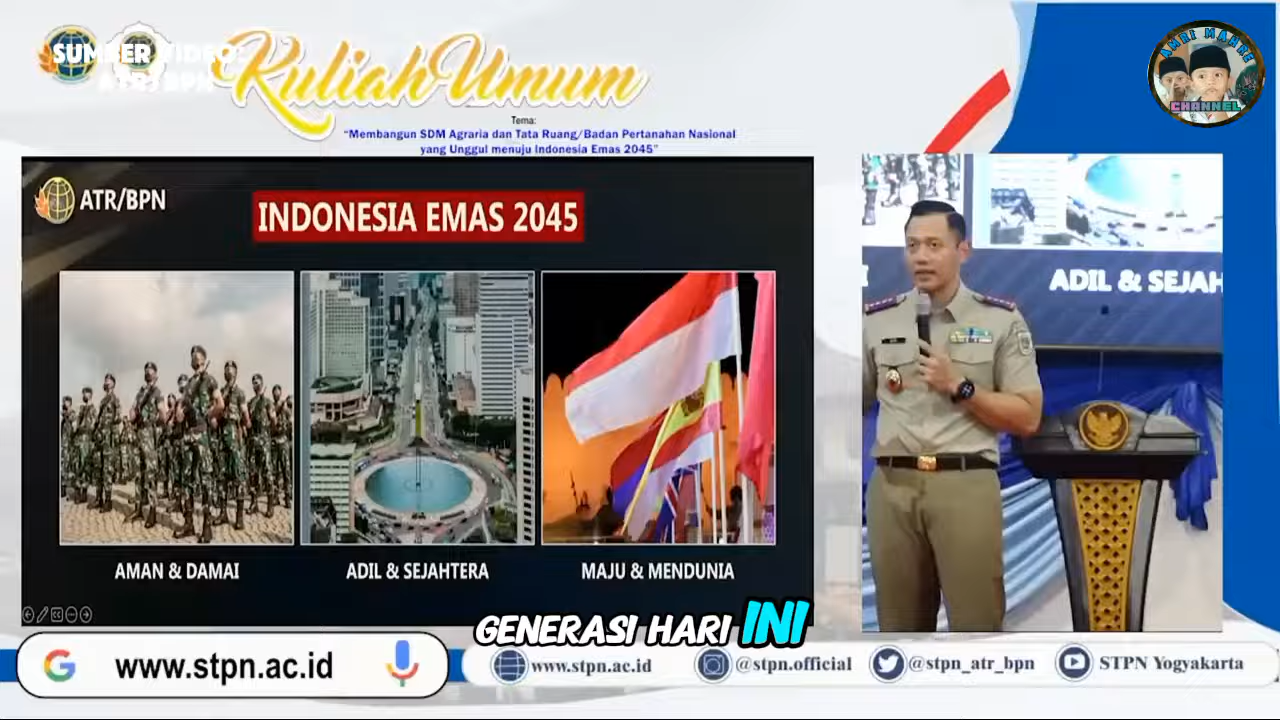 SUMBER VIDEO:
ATR/BPN
Kuliah Umum
Tema:
“Membangun SDM Agraria dan Tata Ruang/Badan Pertanahan Nasional
yang Unggul menuju Indonesia Emas 2045”
AMRI MAHRE
CHANNEL
ATR/BPN
INDONESIA EMAS 2045
AMAN & DAMAI
ADIL & SEJAHTERA
MAJU & MENDUNIA
I
ADIL & SEJAH
GENERASI HARI INI
www.stpn.ac.id
www.stpn.ac.id
@stpn.official
@stpn_atr_bpn
STPN Yogyakarta